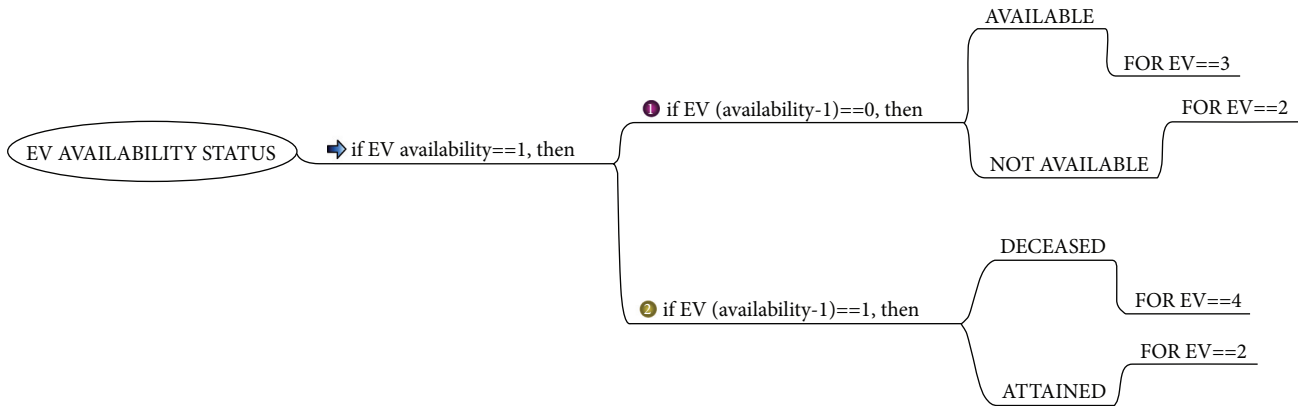 EV AVAILABILITY STATUS
if EV availability==1, then
1 if EV (availability-1)==0, then
AVAILABLE
FOR EV==3
NOT AVAILABLE
FOR EV==2
2 if EV (availability-1)==1, then
DECEASED
FOR EV==4
ATTAINED
FOR EV==2